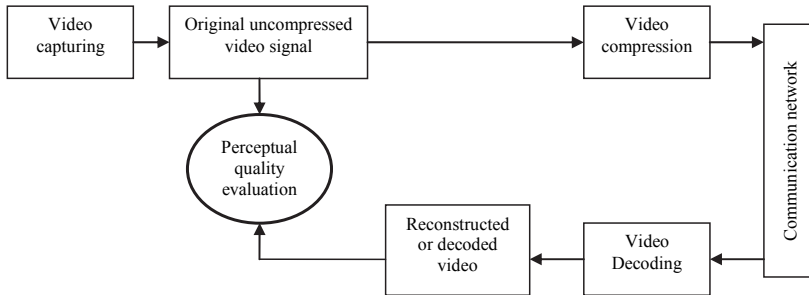 Video
capturing
Original uncompressed
video signal
Video
compression
Communication network
Perceptual
quality
evaluation
Reconstructed
or decoded
video
Video
Decoding